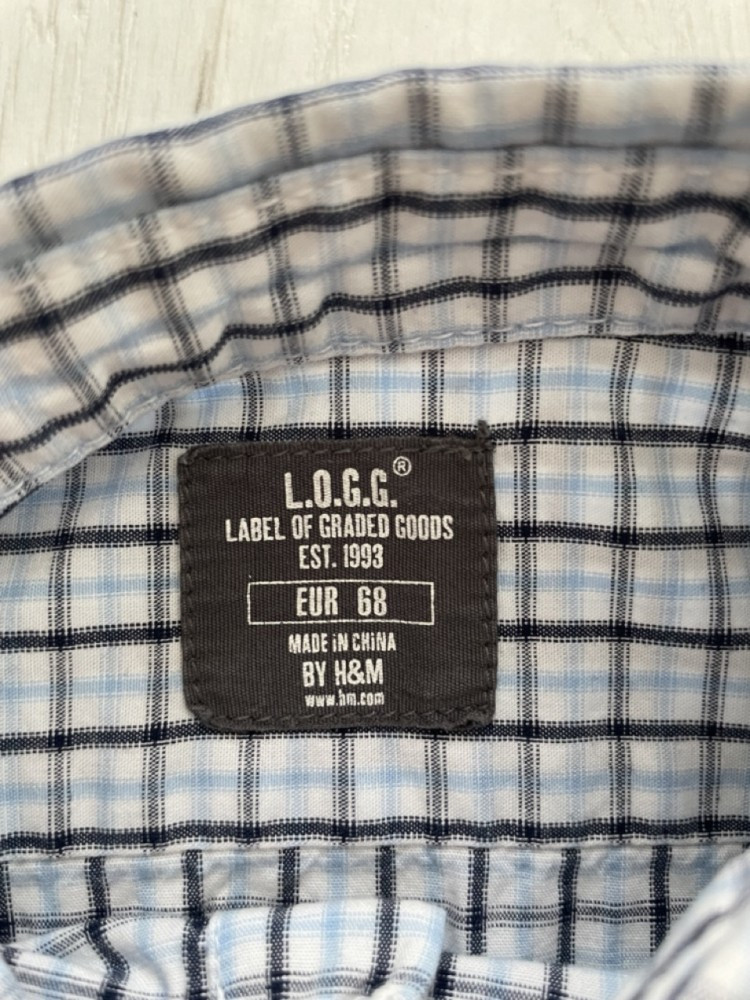 L.O.G.G.®
LABEL OF GRADED GOODS
EST. 1993
EUR 68
MADE IN CHINA
BY H&M
www.hm.com